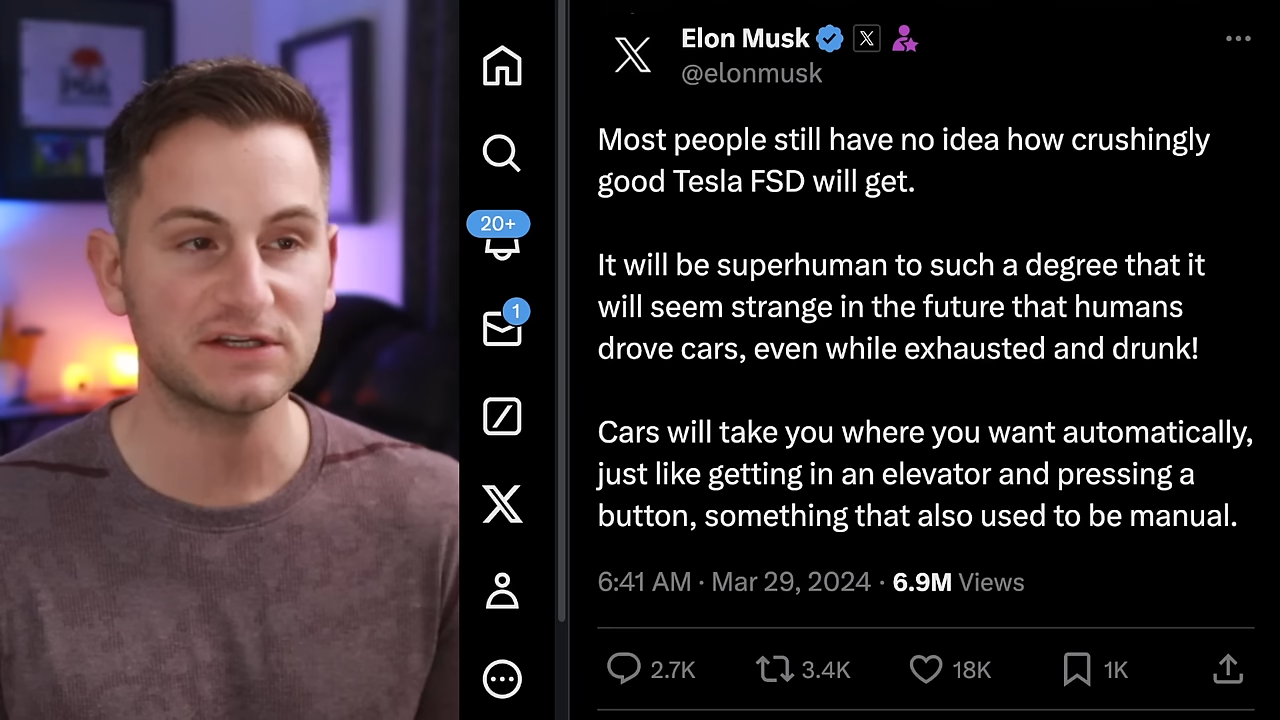 Elon Musk
@elonmusk
Most people still have no idea how crushingly
good Tesla FSD will get.
It will be superhuman to such a degree that it
will seem strange in the future that humans
drove cars, even while exhausted and drunk!
Cars will take you where you want automatically,
just like getting in an elevator and pressing a
button, something that also used to be manual.
6:41 AM · Mar 29, 2024 · 6.9M Views
2.7K 3.4K 18K 1K
20+
1